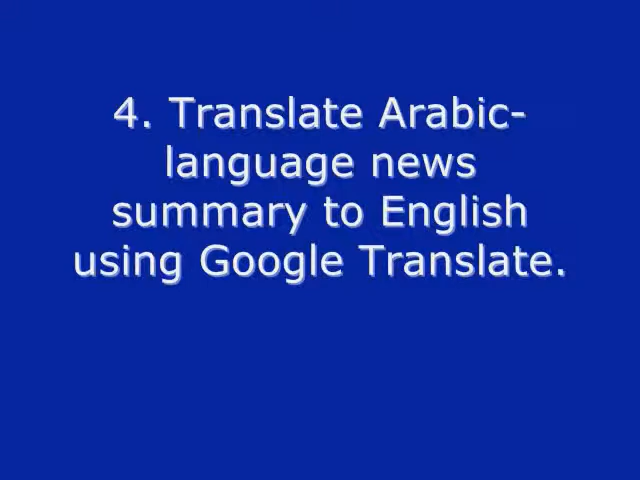 4. Translate Arabic-
language news
summary to English
using Google Translate.